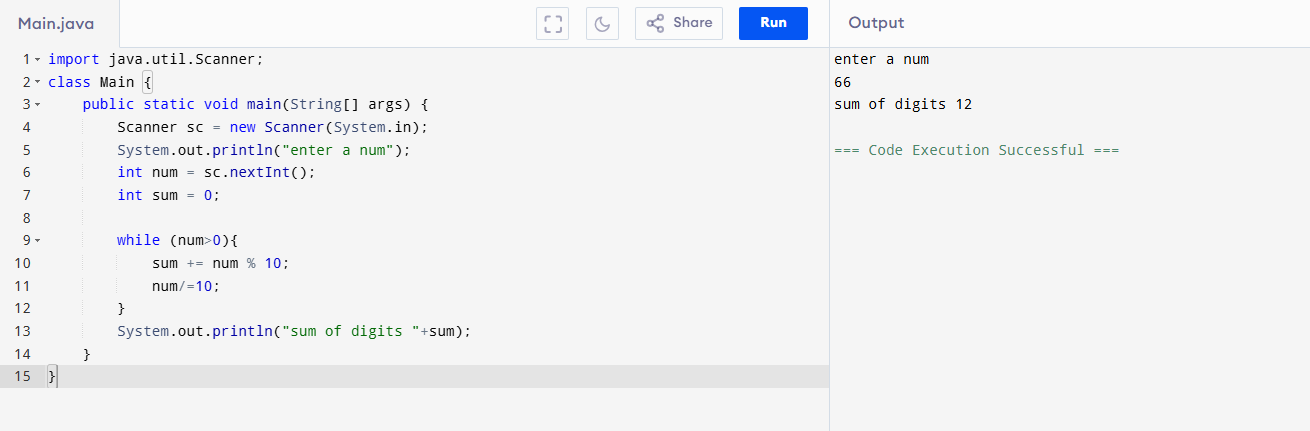 Main.java
Share
Run
Output
1 import java.util.Scanner;
2 class Main {
3     public static void main(String[] args) {
4         Scanner sc = new Scanner(System.in);
5         System.out.println("enter a num");
6         int num = sc.nextInt();
7         int sum = 0;
8
9         while (num>0){
10             sum += num % 10;
11             num/=10;
12         }
13         System.out.println("sum of digits "+sum);
14     }
15 }
enter a num
66
sum of digits 12
=== Code Execution Successful ===